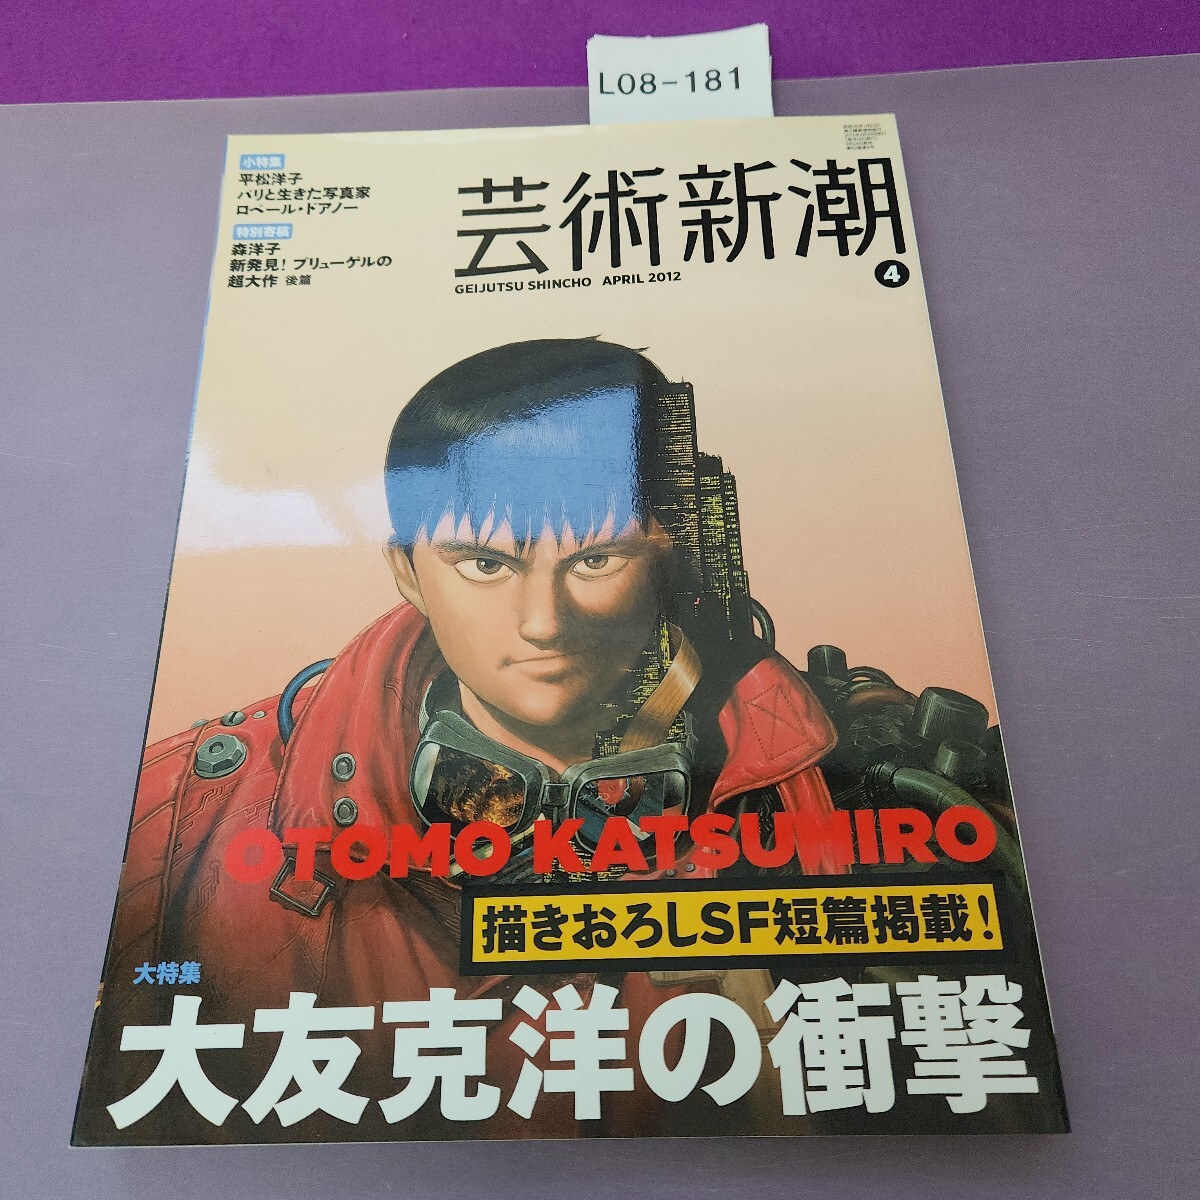 L08-181
小特集
平松洋子
パリと生きた写真家
ロベール・ドアノー
特別寄稿
森洋子
新発見! ブリューゲルの
超大作 後篇
芸術新潮
GEIJUTSU SHINCHO APRIL 2012
4
OTOMO KATSUHIRO
描きおろしSF短篇掲載!
大特集
大友克洋の衝撃